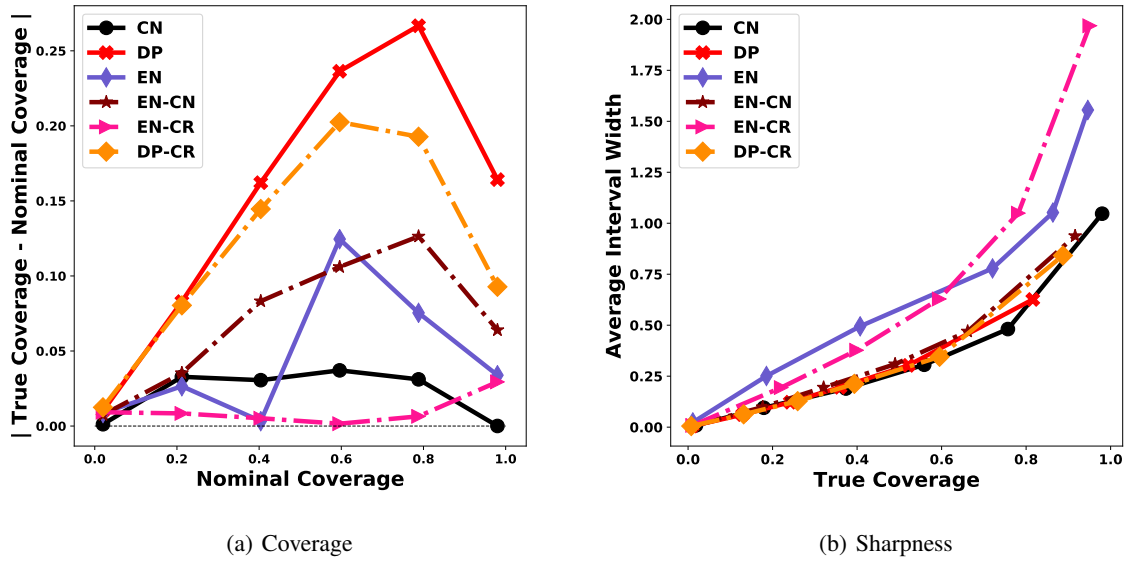 CN
DP
EN
EN-CN
EN-CR
DP-CR
| True Coverage - Nominal Coverage |
0.25
0.20
0.15
0.10
0.05
0.00
0.0 0.2 0.4 0.6 0.8 1.0
Nominal Coverage
(a) Coverage
CN
DP
EN
EN-CN
EN-CR
DP-CR
Average Interval Width
2.00
1.75
1.50
1.25
1.00
0.75
0.50
0.25
0.00
0.0 0.2 0.4 0.6 0.8 1.0
True Coverage
(b) Sharpness